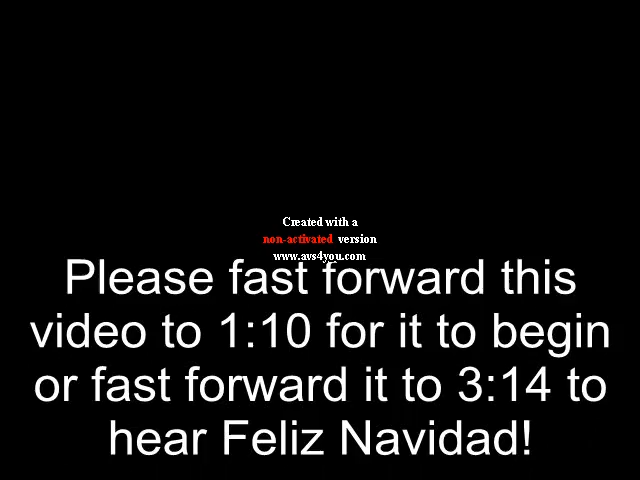 Created with a
non-activated version
www.avs4you.com
Please fast forward this
video to 1:10 for it to begin
or fast forward it to 3:14 to
hear Feliz Navidad!